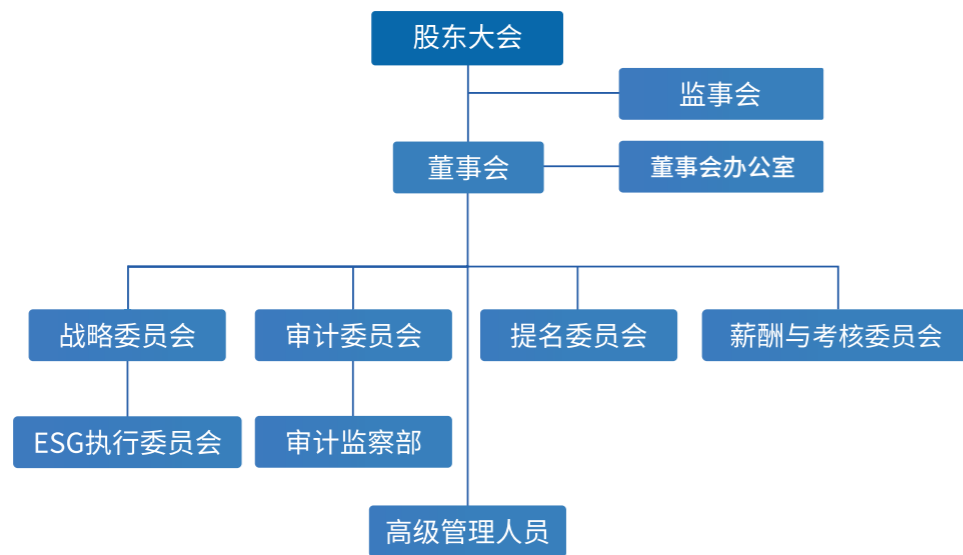 股东大会
监事会
董事会
董事会办公室
战略委员会
审计委员会
提名委员会
薪酬与考核委员会
ESG执行委员会
审计监察部
高级管理人员